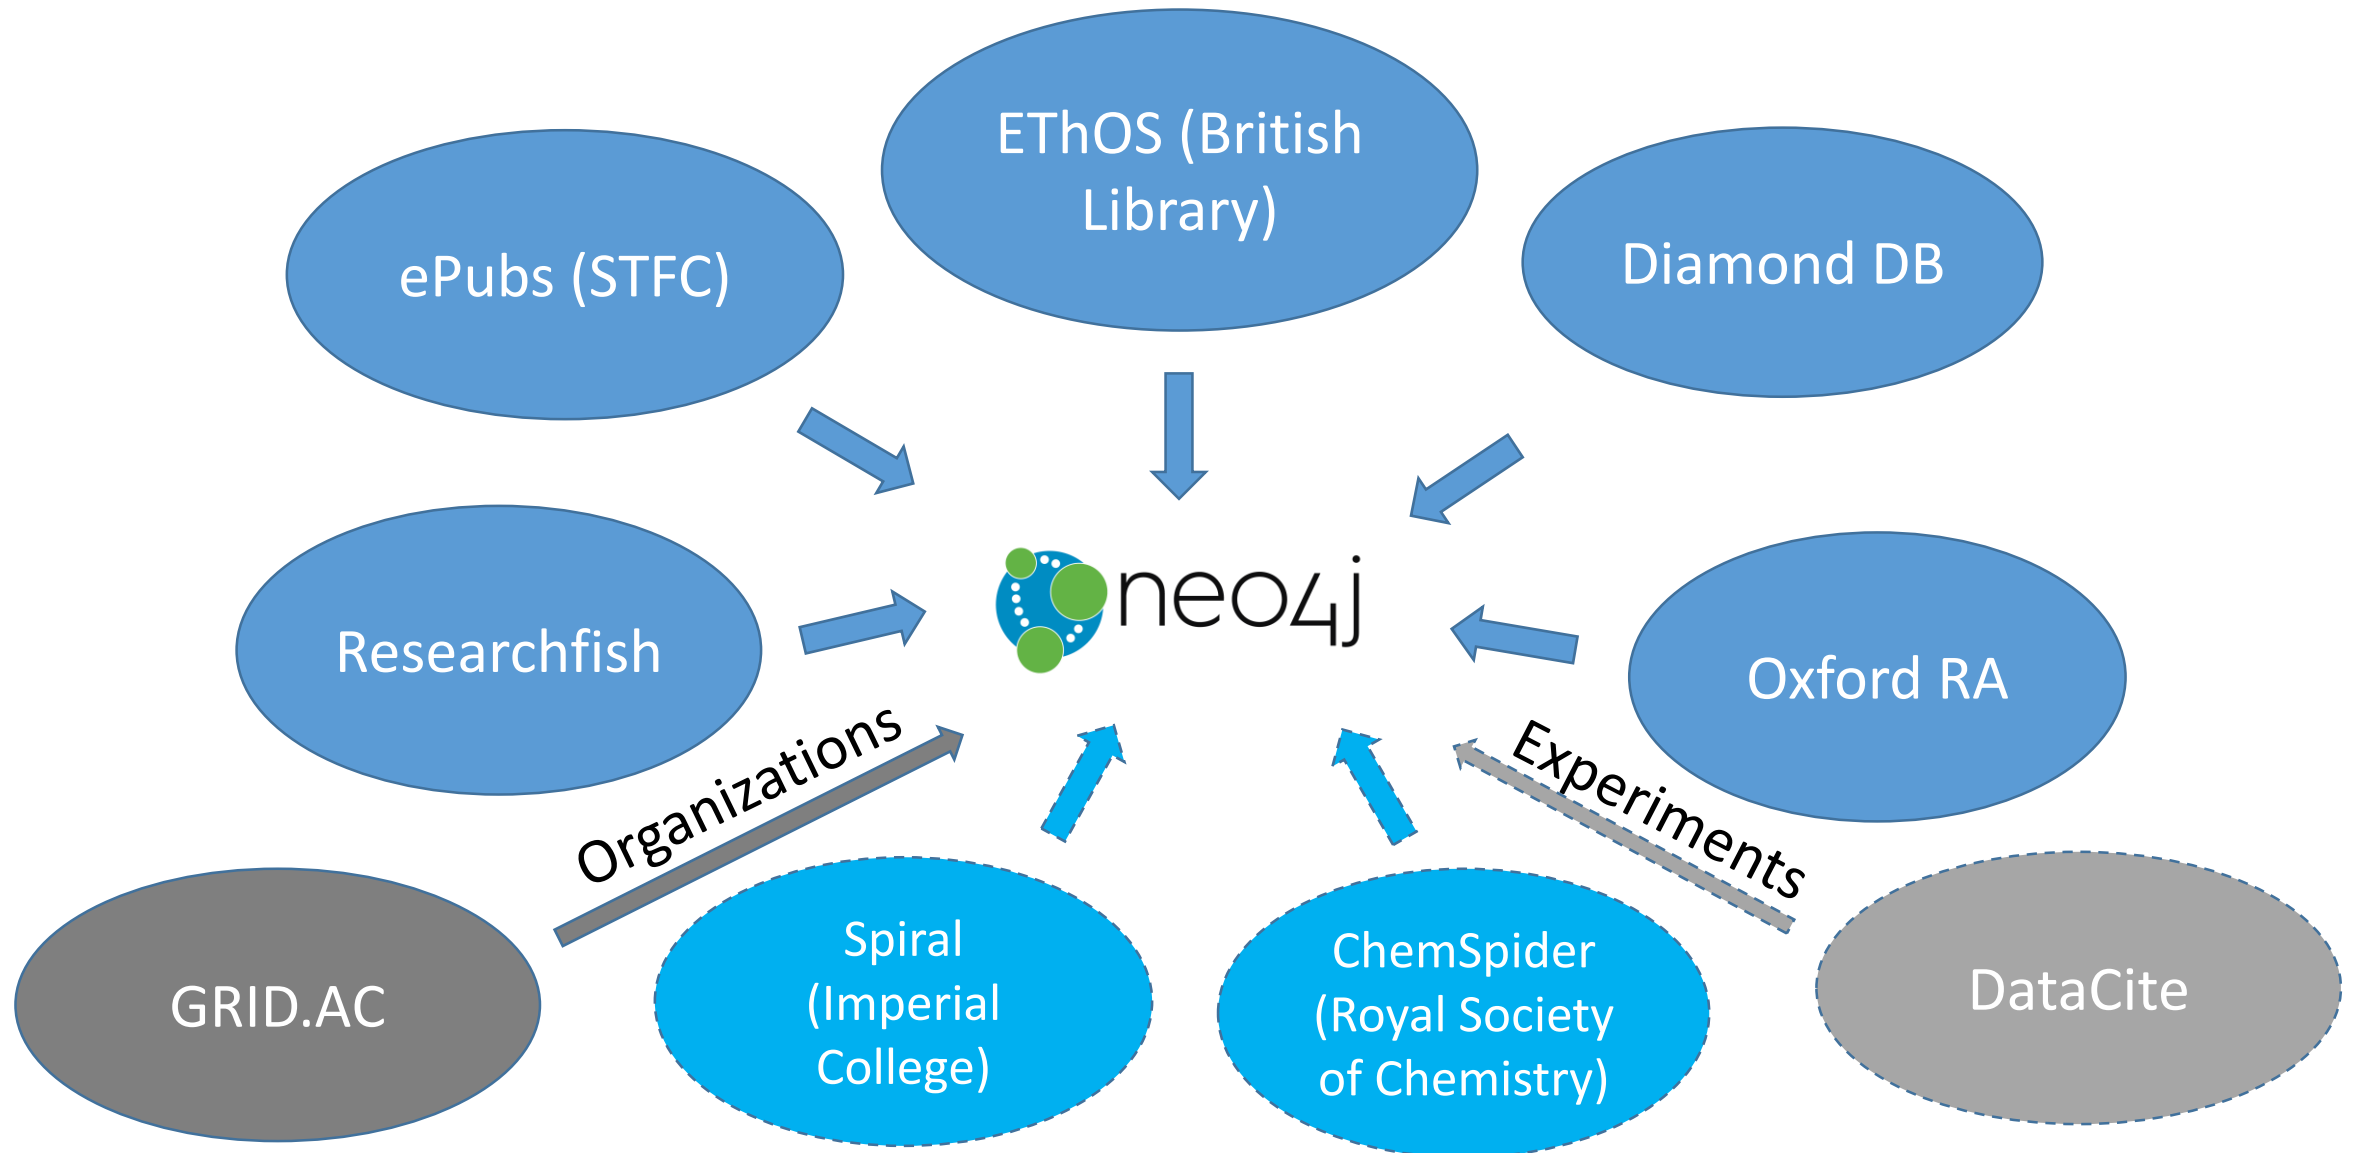 EThOS (British
Library)
ePubs (STFC)
Diamond DB
neo4j
Researchfish
Oxford RA
Organizations
Experiments
GRID.AC
Spiral
(Imperial
College)
ChemSpider
(Royal Society
of Chemistry)
DataCite